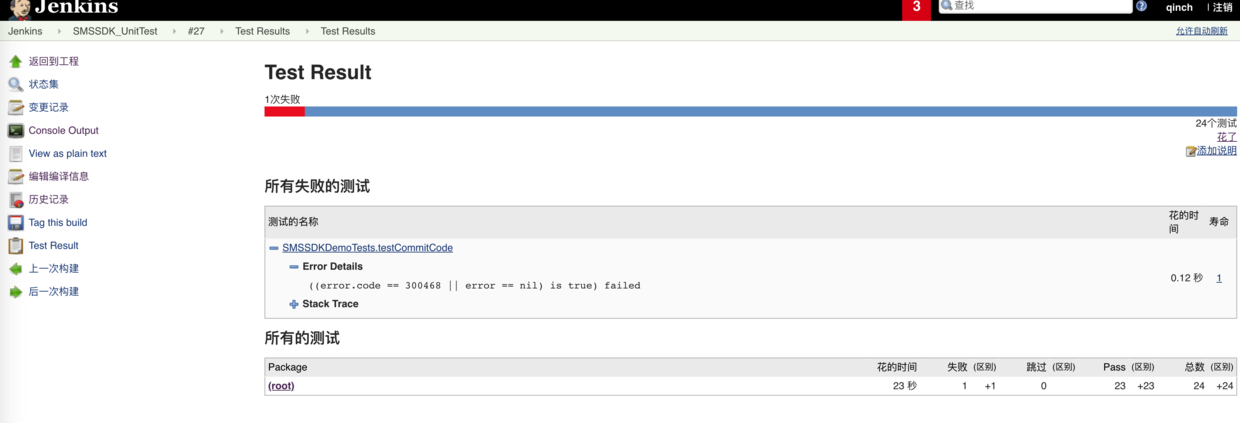 Jenkins
3
查找
qinch
注销
Jenkins
SMSSDK_UnitTest
#27
Test Results
Test Results
允许自动刷新
返回到工程
状态集
变更记录
Console Output
View as plain text
编辑编译信息
历史记录
Tag this build
Test Result
上一次构建
后一次构建
Test Result
1次失败
24个测试
花了
添加说明
所有失败的测试
测试的名称 花的时间 寿命
SMSSDKDemoTests.testCommitCode
Error Details
((error.code == 300468 || error == nil) is true) failed
0.12 秒 1
Stack Trace
所有的测试
Package 花的时间 失败 (区别) 跳过 (区别) Pass (区别) 总数 (区别)
(root) 23 秒 1 +1 0 23 +23 24 +24